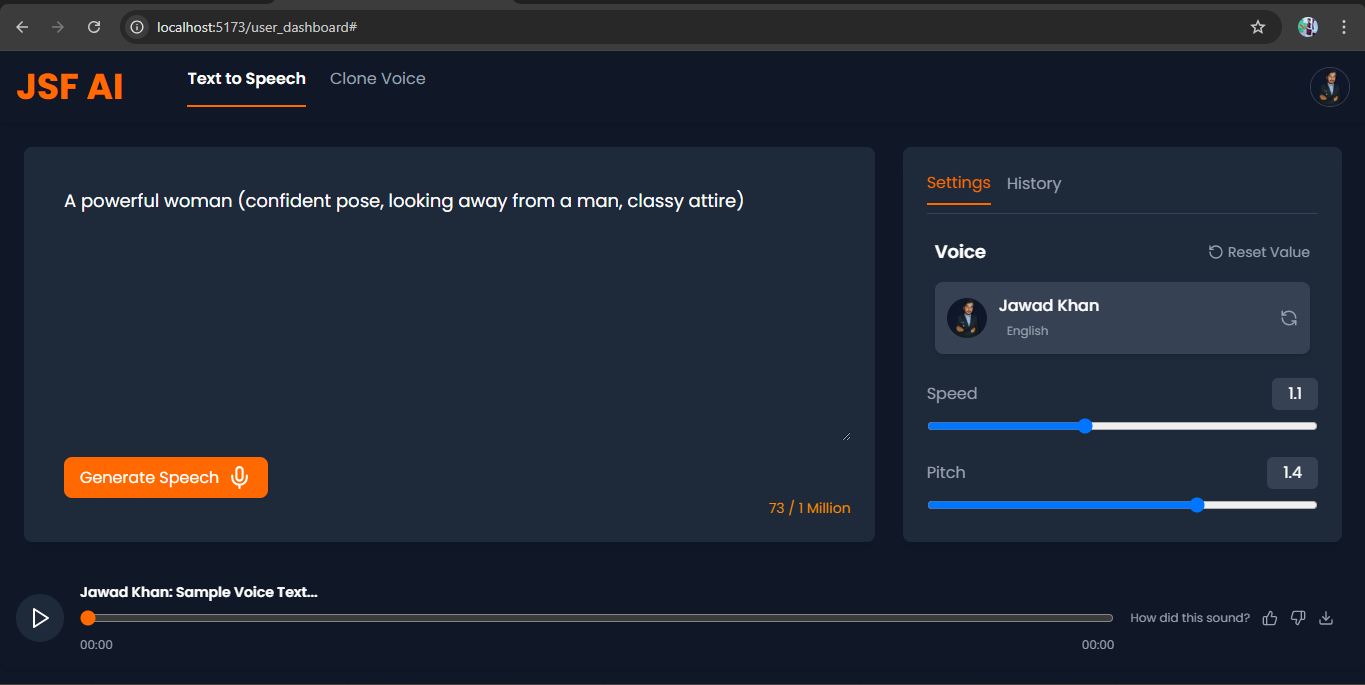 localhost:5173/user_dashboard#
JSF AI
Text to Speech
Clone Voice
A powerful woman (confident pose, looking away from a man, classy attire)
Generate Speech
73 / 1 Million
Settings
History
Voice
Reset Value
Jawad Khan
English
Speed
1.1
Pitch
1.4
Jawad Khan: Sample Voice Text...
How did this sound?
00:00
00:00